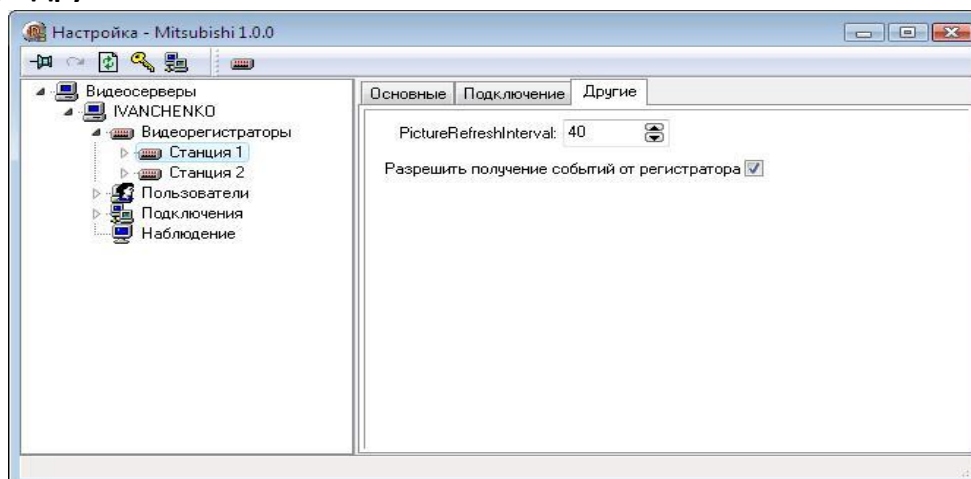 Настройка - Mitsubishi 1.0.0
Видеосерверы
IVANCHENKO
Видеорегистраторы
Станция 1
Станция 2
Пользователи
Подключения
Наблюдение
Основные Подключение Другие
PictureRefreshInterval: 40
Разрешить получение событий от регистратора